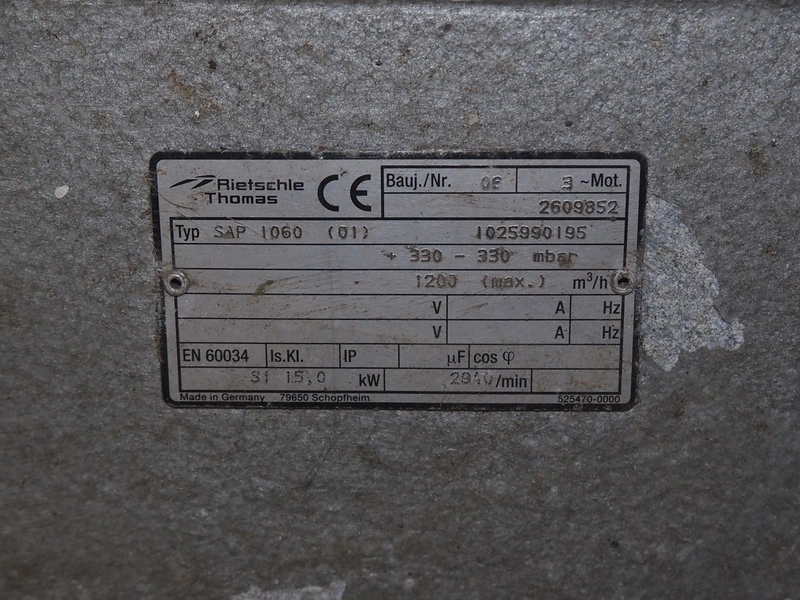 Rietschle
Thomas
CE
Bauj./Nr. 06 3 ~Mot.
2609852
Typ SAP 1060 (01) 1025990195
+ 330 - 330 mbar
1200 (max.) m³/h
V A Hz
V A Hz
EN 60034 Is.Kl. IP µF cos φ
S1 15,0 kW 2940/min
Made in Germany 79650 Schopfheim 525470-0000